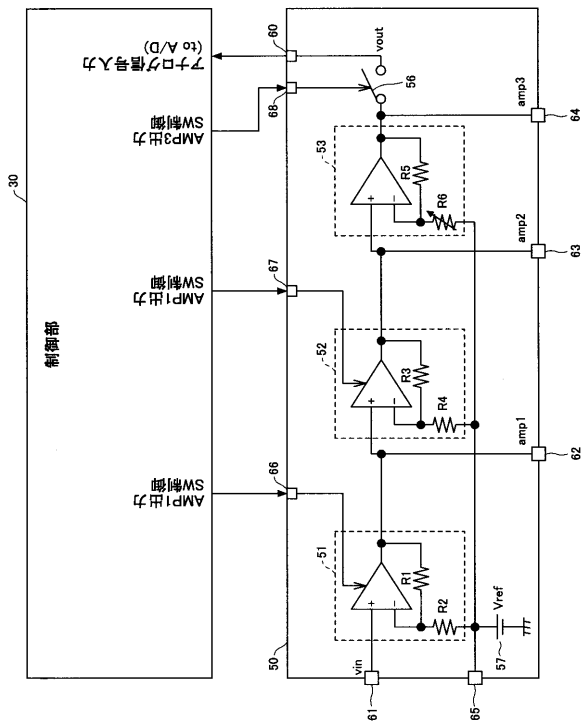 30
制御部
AMP1出力
SW制御
AMP1出力
SW制御
AMP3出力
SW制御
アナログ信号入力
(to A/D)
66
67
68
60
50
51
52
53
56
vout
vin
61
65
57
Vref
R1
R2
R3
R4
R5
R6
+
−
+
−
+
−
amp1
amp2
amp3
62
63
64